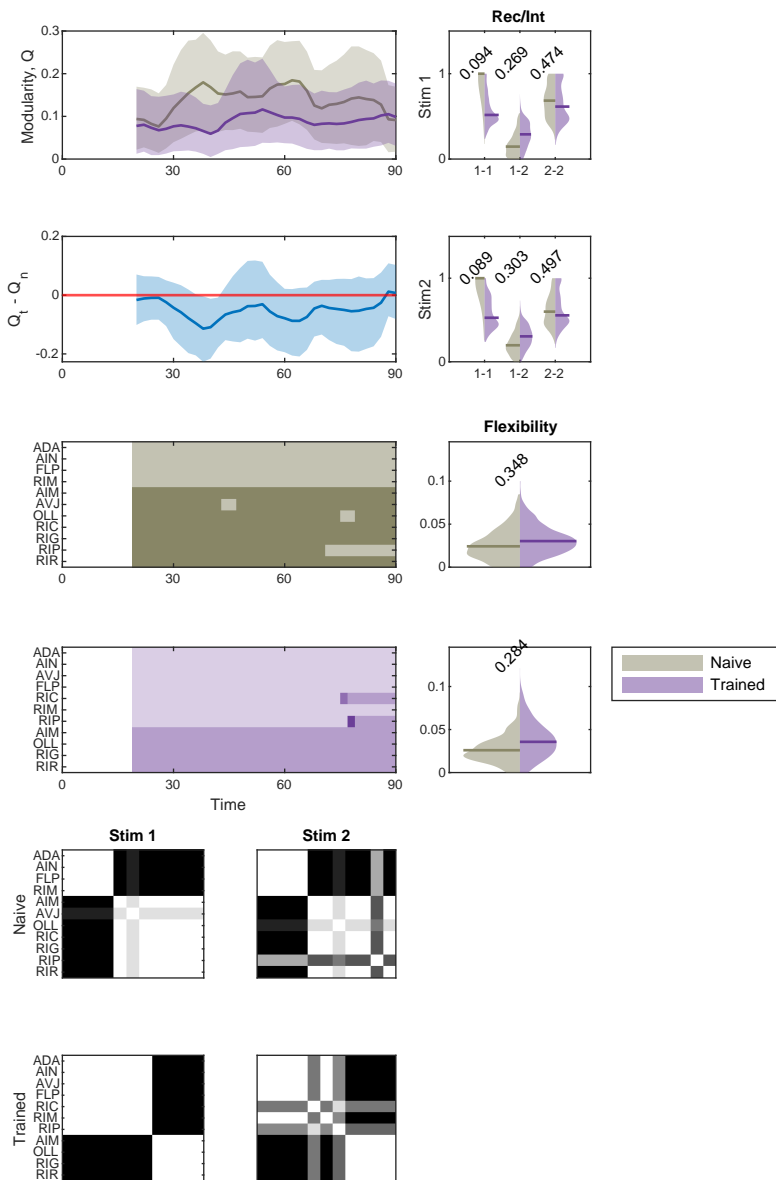 Modularity, Q
0.3
0.2
0.1
0
0
30
60
90
Rec/Int
Stim 1
1
0
0.094
0.269
0.474
1-1
1-2
2-2
Qt - Qn
0.2
0
-0.2
0
30
60
90
Stim2
1
0
0.089
0.303
0.497
1-1
1-2
2-2
ADA
AIN
FLP
RIM
AIM
AVJ
OLL
RIC
RIG
RIP
RIR
0
30
60
90
Flexibility
0.1
0.05
0
0.348
ADA
AIN
AVJ
FLP
RIC
RIM
RIP
AIM
OLL
RIG
RIR
0
30
60
90
Time
0.1
0.05
0
0.284
Naive
Trained
Stim 1
Stim 2
Naive
ADA
AIN
FLP
RIM
AIM
AVJ
OLL
RIC
RIG
RIP
RIR
Trained
ADA
AIN
AVJ
FLP
RIC
RIM
RIP
AIM
OLL
RIG
RIR